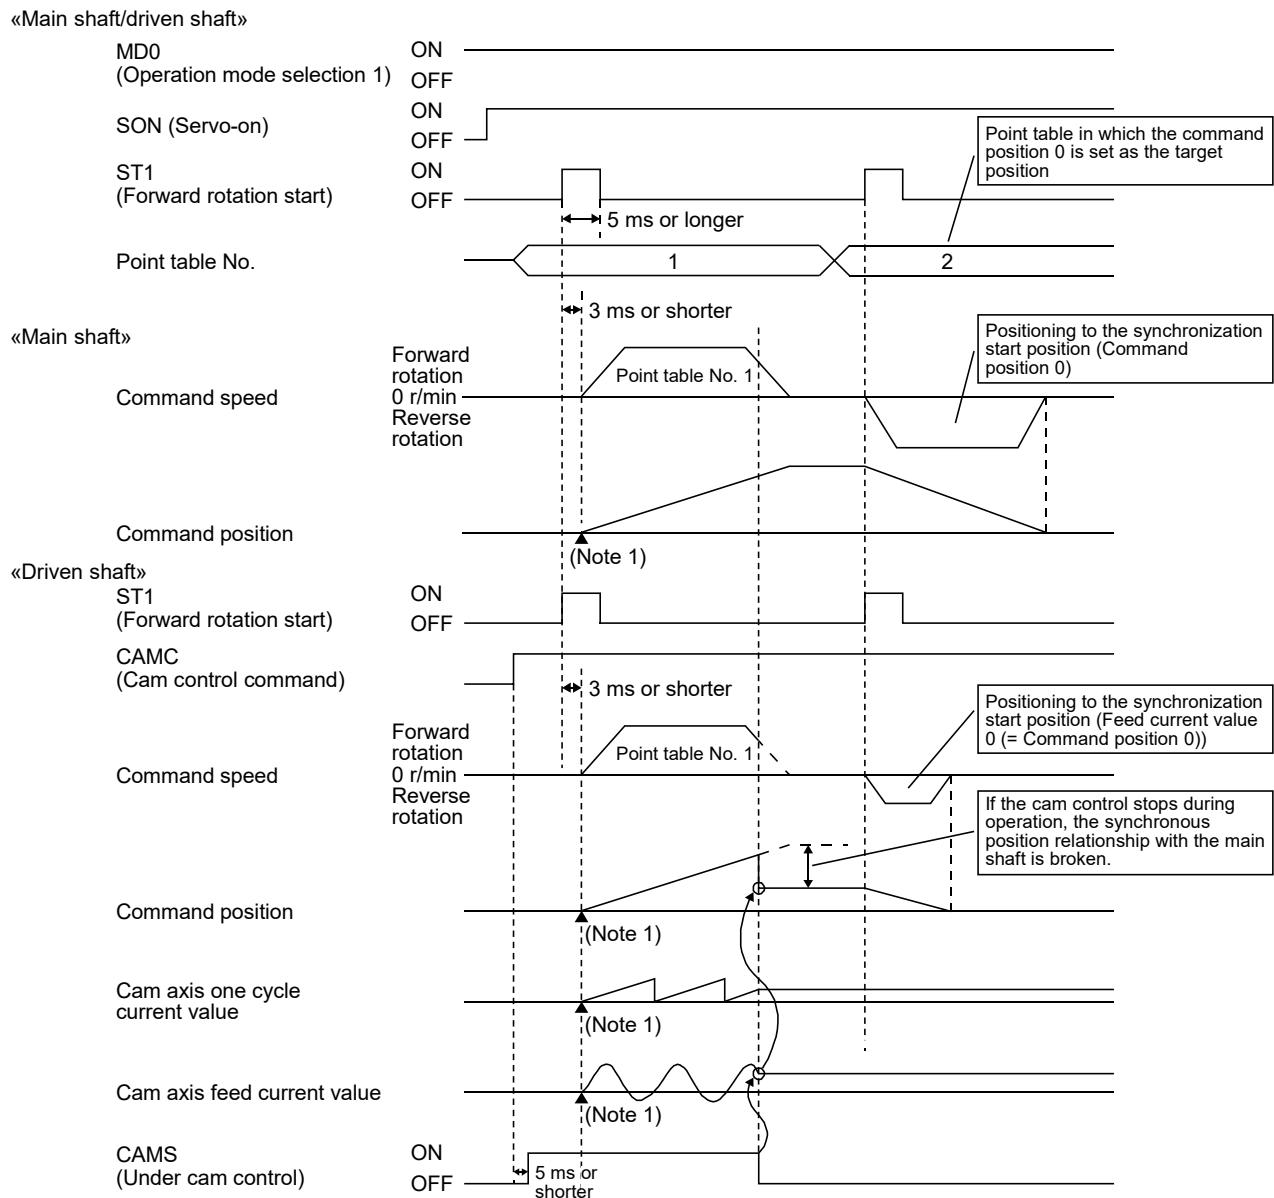 «Main shaft/driven shaft»
MD0
(Operation mode selection 1)
ON
OFF
SON (Servo-on)
ON
OFF
Point table in which the command
position 0 is set as the target
position
ST1
(Forward rotation start)
ON
OFF
5 ms or longer
Point table No.
1
2
3 ms or shorter
«Main shaft»
Positioning to the synchronization
start position (Command
position 0)
Command speed
Forward
rotation
0 r/min
Reverse
rotation
Point table No. 1
Command position
(Note 1)
«Driven shaft»
ST1
(Forward rotation start)
ON
OFF
CAMC
(Cam control command)
3 ms or shorter
Positioning to the synchronization
start position (Feed current value
0 (= Command position 0))
Command speed
Forward
rotation
0 r/min
Reverse
rotation
Point table No. 1
If the cam control stops during
operation, the synchronous
position relationship with the main
shaft is broken.
Command position
(Note 1)
Cam axis one cycle
current value
(Note 1)
Cam axis feed current value
(Note 1)
CAMS
(Under cam control)
ON
OFF
5 ms or
shorter